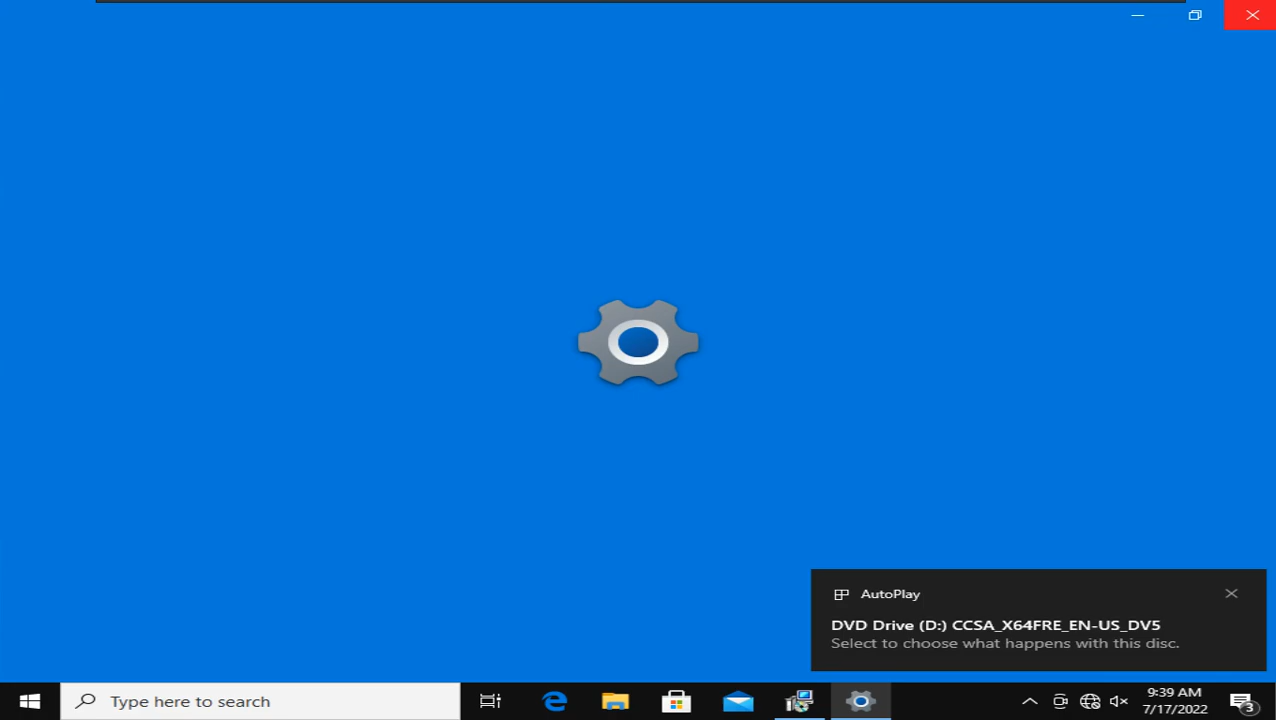 AutoPlay
DVD Drive (D:) CCSA_X64FRE_EN-US_DV5
Select to choose what happens with this disc.
Type here to search
9:39 AM
7/17/2022
3